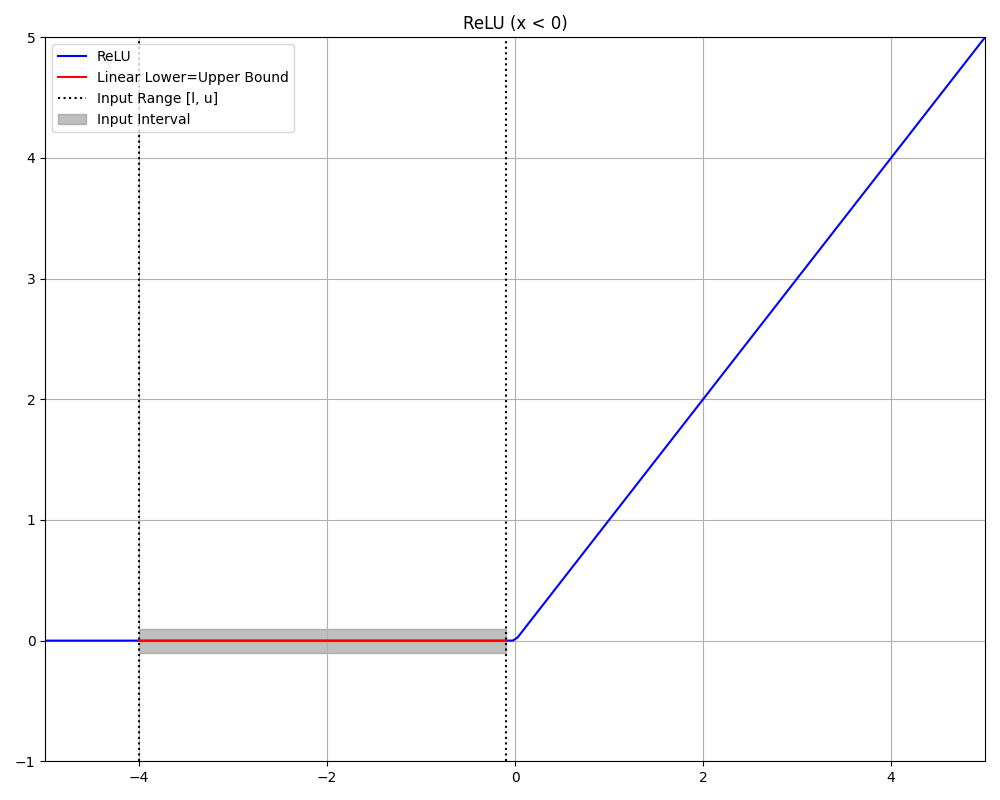 ReLU (x < 0)
ReLU
Linear Lower=Upper Bound
Input Range [l, u]
Input Interval
5
4
3
2
1
0
−1
−4
−2
0
2
4